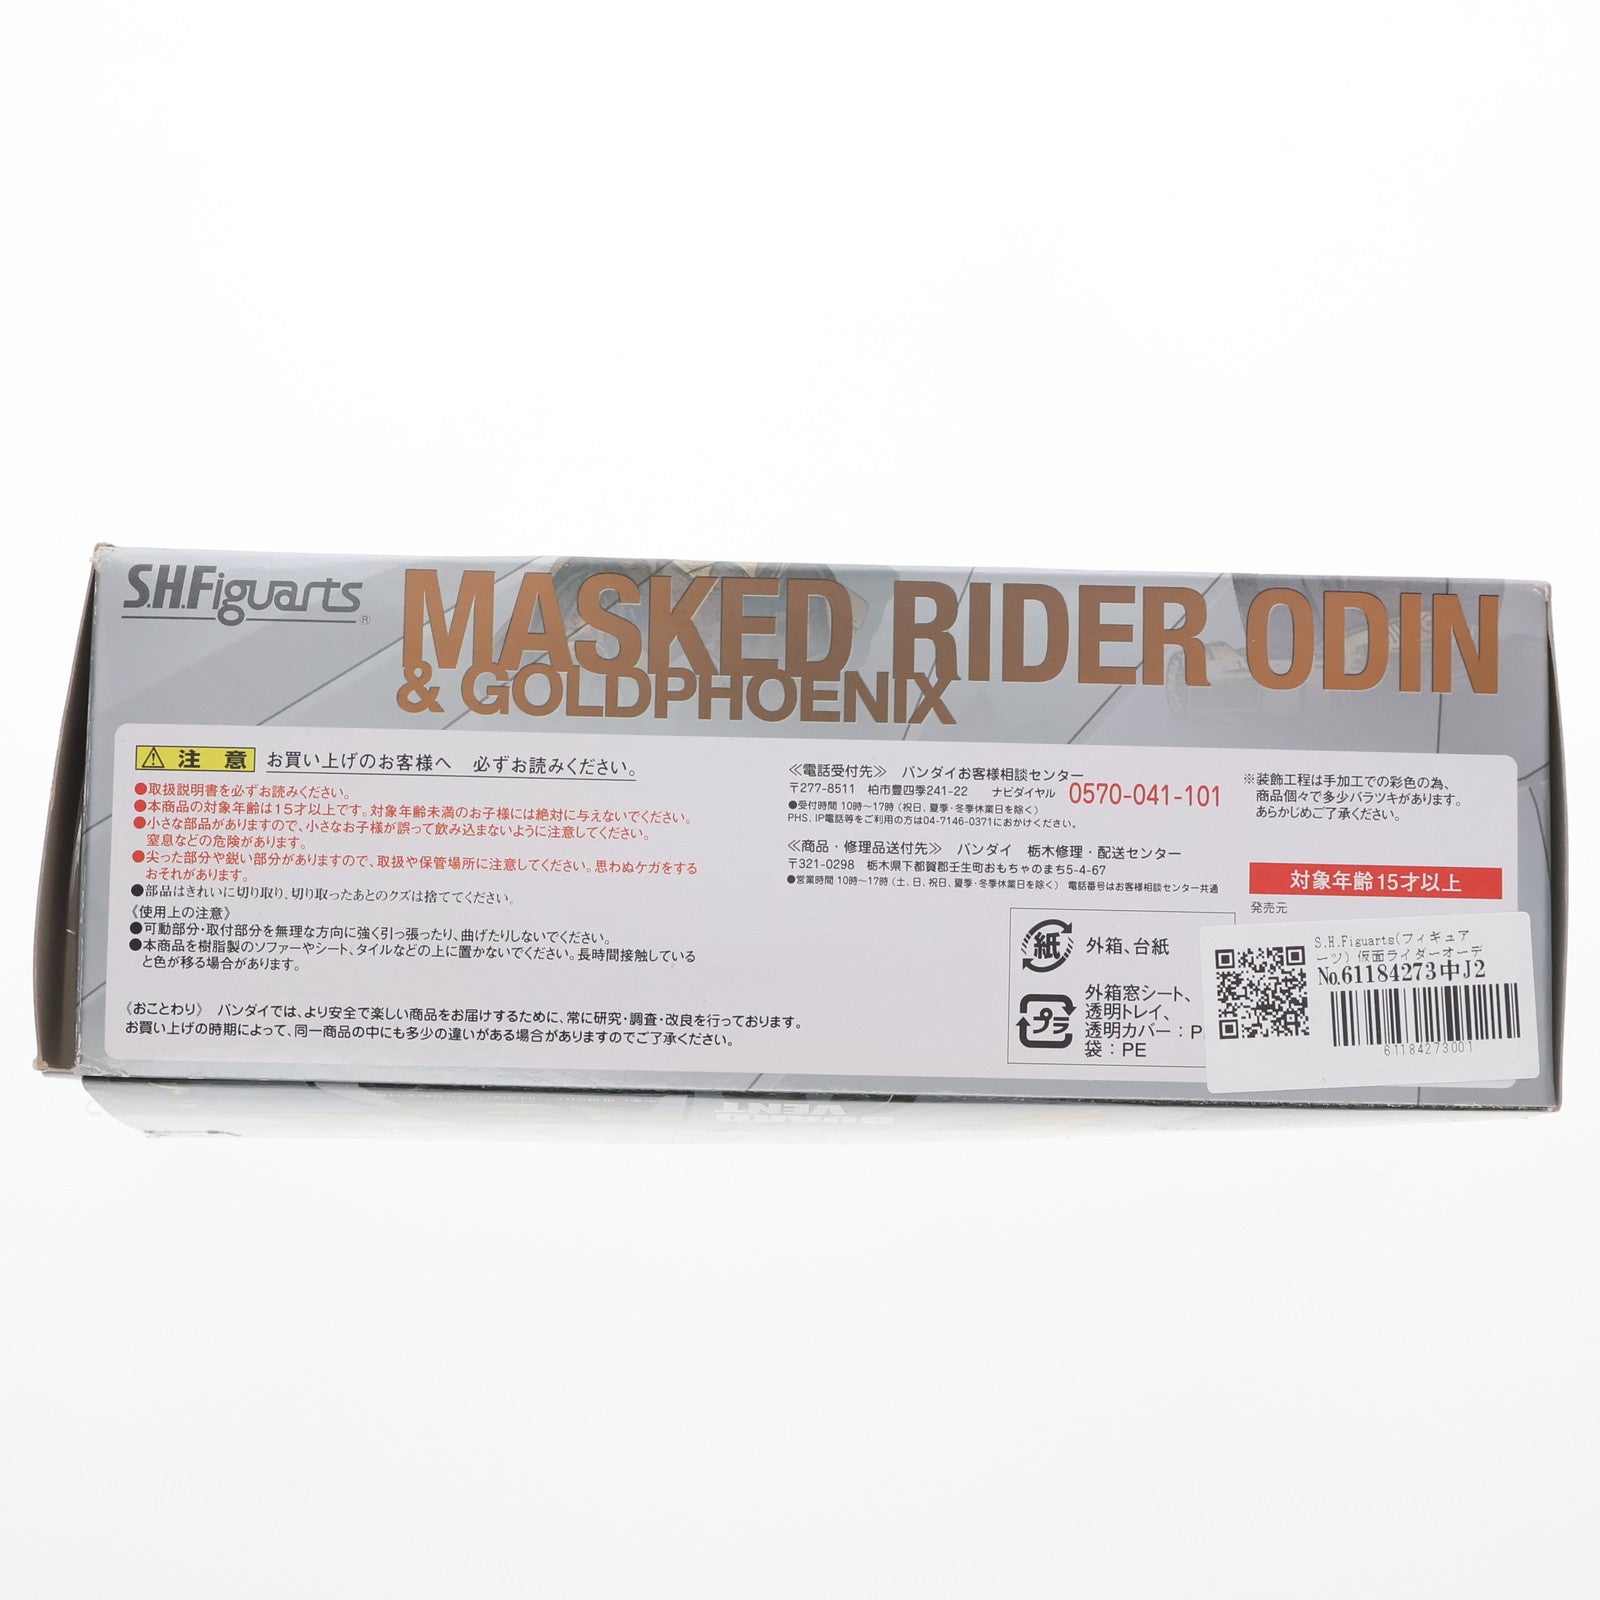 S.H.Figuarts®
MASKED RIDER ODIN
& GOLDPHOENIX
注意 お買い上げのお客様へ 必ずお読みください。
●取扱説明書を必ずお読みください。
●本商品の対象年齢は15才以上です。対象年齢未満のお子様には絶対に与えないでください。
●小さな部品がありますので、小さなお子様が誤って飲み込まないように注意してください。
窒息などの危険があります。
●尖った部分や鋭い部分がありますので、取扱や保管場所に注意してください。思わぬケガをする
おそれがあります。
●部品はきれいに切り取り、切り取ったあとのクズは捨ててください。
《使用上の注意》
●可動部分・取付部分を無理な方向に強く引っ張ったり、曲げたりしないでください。
●本商品を樹脂製のソファーやシート、タイルなどの上に置かないでください。長時間接触している
と色が移る場合があります。
《おことわり》 バンダイでは、より安全で楽しい商品をお届けするために、常に研究・調査・改良を行っております。
お買い上げの時期によって、同一商品の中にも多少の違いがある場合がありますのでご了承ください。
≪電話受付先≫ バンダイお客様相談センター
〒277-8511 柏市豊四季241-22 ナビダイヤル 0570-041-101
●受付時間 10時〜17時（祝日、夏季・冬季休業日を除く）
PHS、IP電話等をご利用の方は04-7146-0371におかけください。
≪商品・修理品送付先≫ バンダイ 栃木修理・配送センター
〒321-0298 栃木県下都賀郡壬生町おもちゃのまち5-4-67
●営業時間 10時〜17時（土、日、祝日、夏季・冬季休業日を除く） 電話番号はお客様相談センター共通
紙 外箱、台紙
プラ 外箱窓シート、
透明トレイ、
透明カバー：P
袋：PE
※装飾工程は手加工での彩色の為、
商品個々で多少バラツキがあります。
あらかじめご了承ください。
対象年齢15才以上
発売元
S.H.Figuarts(フィギュア
ーツ) 仮面ライダーオーデ
No.61184273中J2
61184273001
VENT